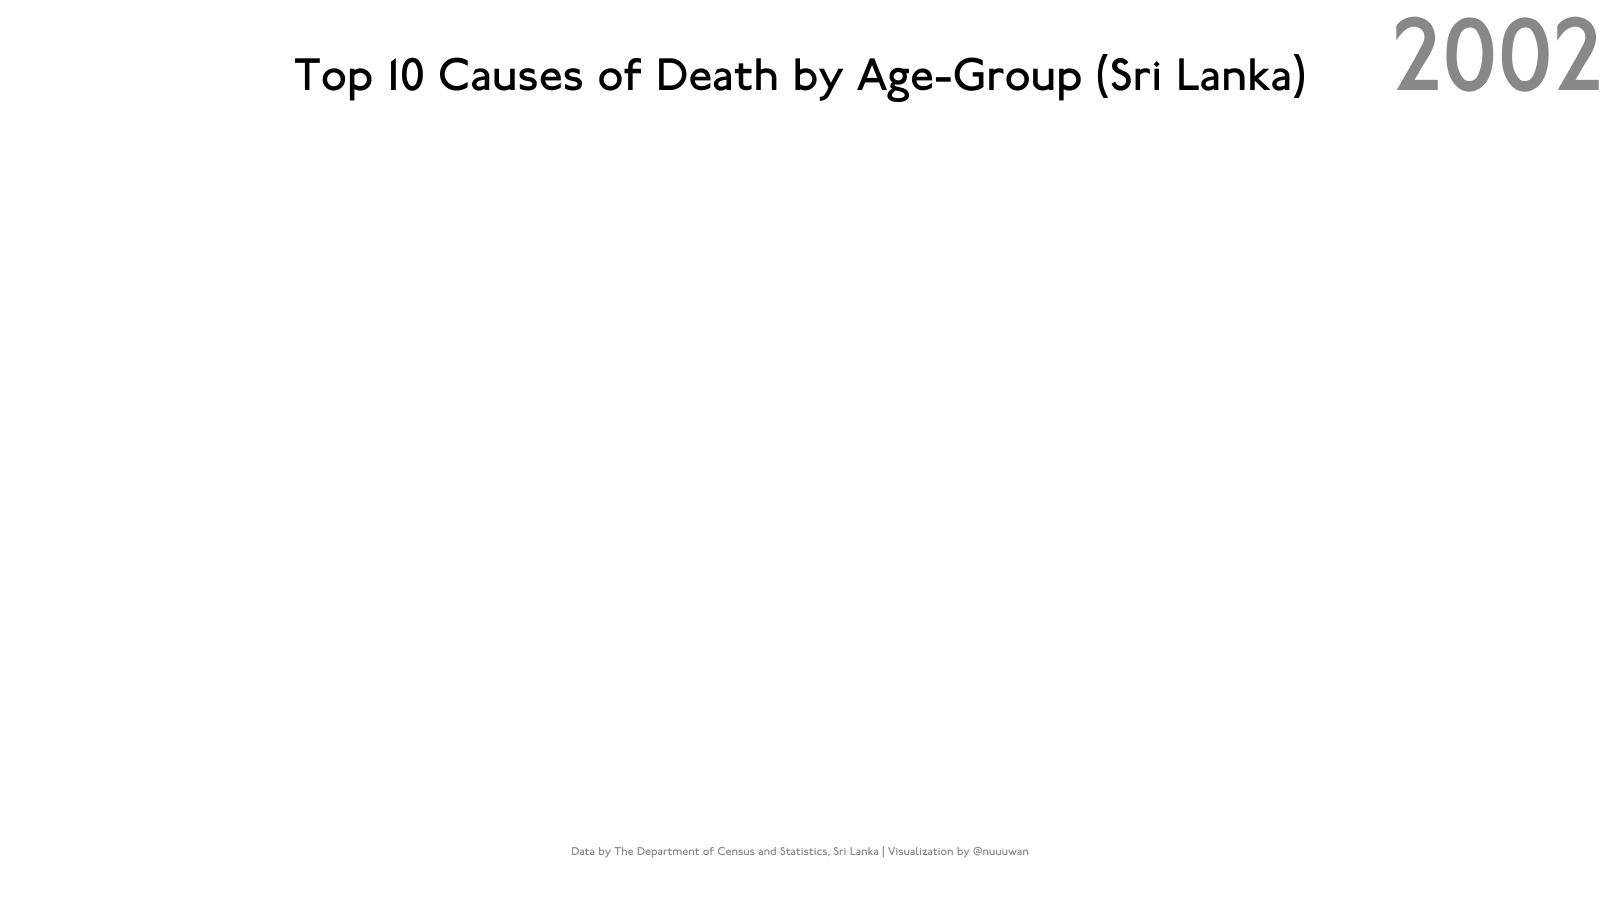 Top 10 Causes of Death by Age-Group (Sri Lanka)
2002
Data by The Department of Census and Statistics, Sri Lanka | Visualization by @nuuuwan